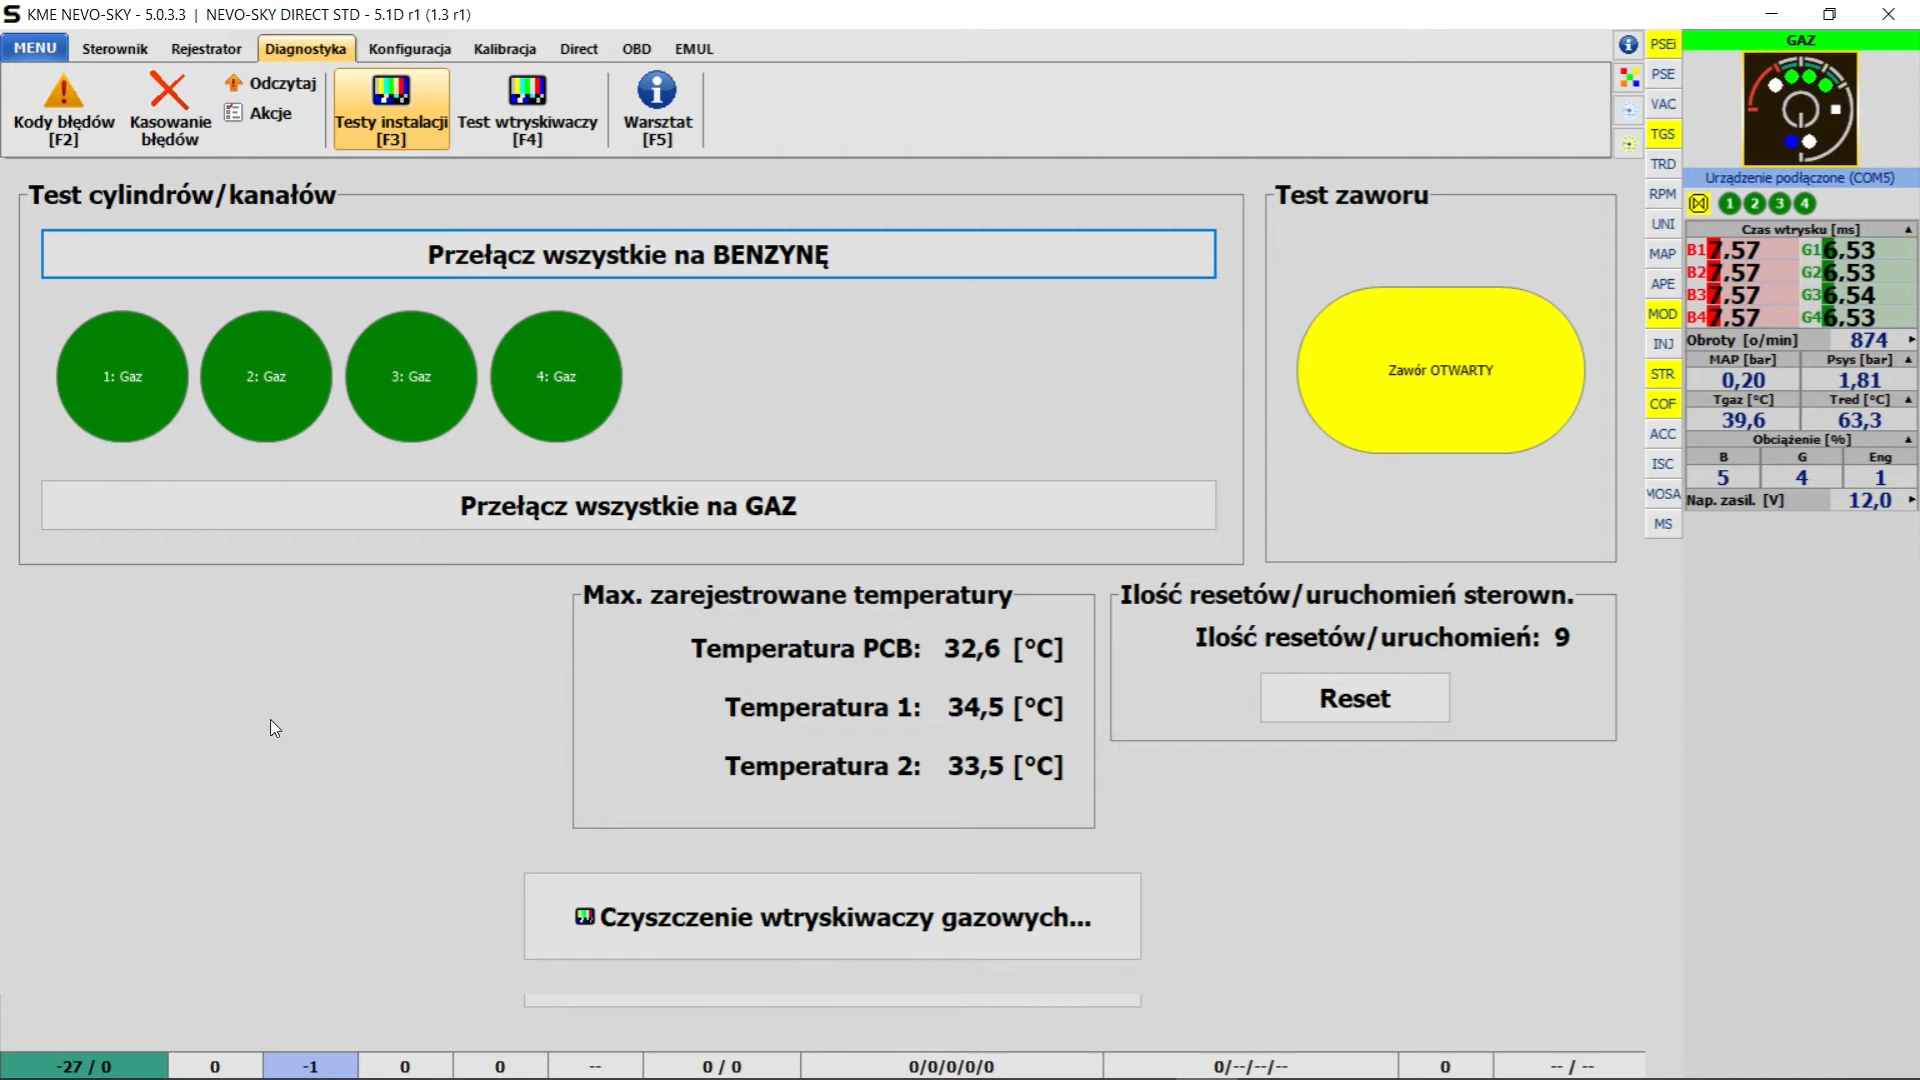 KME NEVO-SKY - 5.0.3.3 | NEVO-SKY DIRECT STD - 5.1D r1 (1.3 r1)
MENU Sterownik Rejestrator Diagnostyka Konfiguracja Kalibracja Direct OBD EMUL
Kody błędów
[F2]
Kasowanie
błędów
Odczytaj
Akcje
Testy instalacji
[F3]
Test wtryskiwaczy
[F4]
Warsztat
[F5]
Test cylindrów/kanałów
Przełącz wszystkie na BENZYNĘ
1: Gaz 2: Gaz 3: Gaz 4: Gaz
Przełącz wszystkie na GAZ
Test zaworu
Zawór OTWARTY
Max. zarejestrowane temperatury
Temperatura PCB: 32,6 [°C]
Temperatura 1: 34,5 [°C]
Temperatura 2: 33,5 [°C]
Ilość resetów/uruchomień sterown.
Ilość resetów/uruchomień: 9
Reset
Czyszczenie wtryskiwaczy gazowych...
PSEi
PSE
VAC
TGS
TRD
RPM
UNI
MAP
APE
MOD
INJ
STR
COF
ACC
ISC
MOSA
MS
GAZ
Urządzenie podłączone (COM5)
1 2 3 4
Czas wtrysku [ms]
B1 7,57 G1 6,53
B2 7,57 G2 6,53
B3 7,57 G3 6,54
B4 7,57 G4 6,53
Obroty [o/min] 874
MAP [bar] Psys [bar]
0,20 1,81
Tgaz [°C] Tred [°C]
39,6 63,3
Obciążenie [%]
B G Eng
5 4 1
Nap. zasil. [V] 12,0
-27 / 0 0 -1 0 0 -- 0 / 0 0/0/0/0/0 0/--/--/-- 0 -- / --